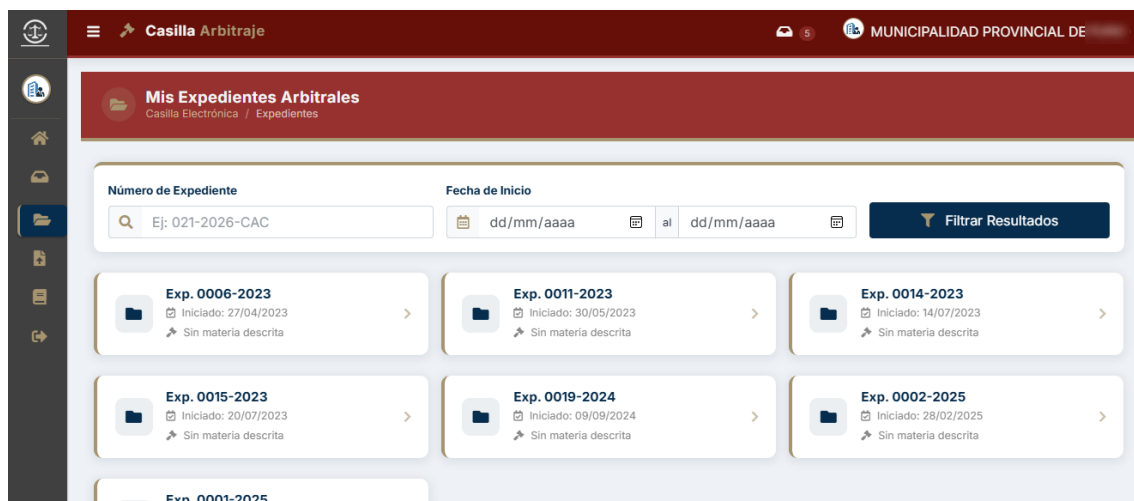 Casilla Arbitraje
5
MUNICIPALIDAD PROVINCIAL DE
Mis Expedientes Arbitrales
Casilla Electrónica / Expedientes
Número de Expediente
Fecha de Inicio
Ej: 021-2026-CAC
dd/mm/aaaa
al
dd/mm/aaaa
Filtrar Resultados
Exp. 0006-2023
Iniciado: 27/04/2023
Sin materia descrita
Exp. 0011-2023
Iniciado: 30/05/2023
Sin materia descrita
Exp. 0014-2023
Iniciado: 14/07/2023
Sin materia descrita
Exp. 0015-2023
Iniciado: 20/07/2023
Sin materia descrita
Exp. 0019-2024
Iniciado: 09/09/2024
Sin materia descrita
Exp. 0002-2025
Iniciado: 28/02/2025
Sin materia descrita
Exp. 0001-2025